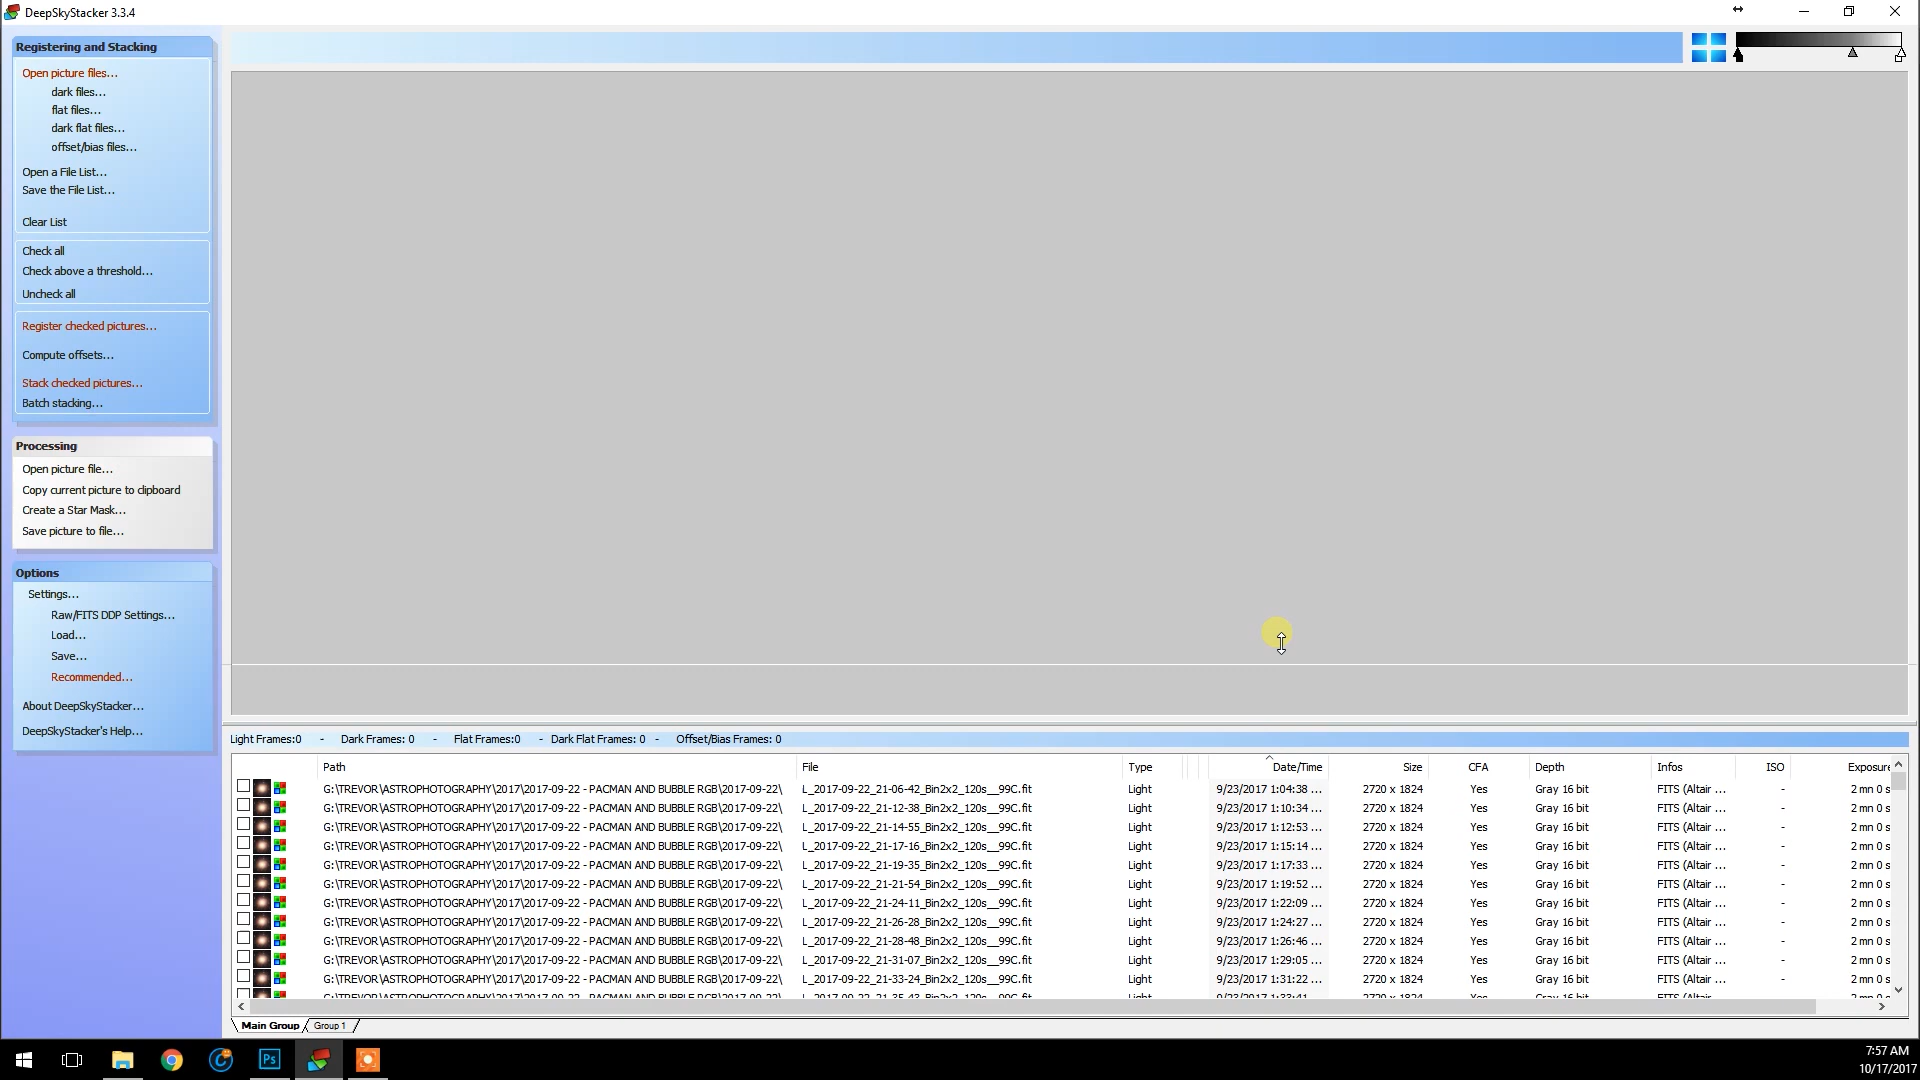 DeepSkyStacker 3.3.4
Registering and Stacking
Open picture files...
dark files...
flat files...
dark flat files...
offset/bias files...
Open a File List...
Save the File List...
Clear List
Check all
Check above a threshold...
Uncheck all
Register checked pictures...
Compute offsets...
Stack checked pictures...
Batch stacking...
Processing
Open picture file...
Copy current picture to clipboard
Create a Star Mask...
Save picture to file...
Options
Settings...
Raw/FITS DDP Settings...
Load...
Save...
Recommended...
About DeepSkyStacker...
DeepSkyStacker's Help...
Light Frames:0 - Dark Frames: 0 - Flat Frames:0 - Dark Flat Frames: 0 - Offset/Bias Frames: 0
Path File Type Date/Time Size CFA Depth Infos ISO Exposure
G:\TREVOR\ASTROPHOTOGRAPHY\2017\2017-09-22 - PACMAN AND BUBBLE RGB\2017-09-22\ L_2017-09-22_21-06-42_Bin2x2_120s__99C.fit Light 9/23/2017 1:04:38 ... 2720 x 1824 Yes Gray 16 bit FITS (Altair ... - 2 mn 0 s
G:\TREVOR\ASTROPHOTOGRAPHY\2017\2017-09-22 - PACMAN AND BUBBLE RGB\2017-09-22\ L_2017-09-22_21-12-38_Bin2x2_120s__99C.fit Light 9/23/2017 1:10:34 ... 2720 x 1824 Yes Gray 16 bit FITS (Altair ... - 2 mn 0 s
G:\TREVOR\ASTROPHOTOGRAPHY\2017\2017-09-22 - PACMAN AND BUBBLE RGB\2017-09-22\ L_2017-09-22_21-14-55_Bin2x2_120s__99C.fit Light 9/23/2017 1:12:53 ... 2720 x 1824 Yes Gray 16 bit FITS (Altair ... - 2 mn 0 s
G:\TREVOR\ASTROPHOTOGRAPHY\2017\2017-09-22 - PACMAN AND BUBBLE RGB\2017-09-22\ L_2017-09-22_21-17-16_Bin2x2_120s__99C.fit Light 9/23/2017 1:15:14 ... 2720 x 1824 Yes Gray 16 bit FITS (Altair ... - 2 mn 0 s
G:\TREVOR\ASTROPHOTOGRAPHY\2017\2017-09-22 - PACMAN AND BUBBLE RGB\2017-09-22\ L_2017-09-22_21-19-35_Bin2x2_120s__99C.fit Light 9/23/2017 1:17:33 ... 2720 x 1824 Yes Gray 16 bit FITS (Altair ... - 2 mn 0 s
G:\TREVOR\ASTROPHOTOGRAPHY\2017\2017-09-22 - PACMAN AND BUBBLE RGB\2017-09-22\ L_2017-09-22_21-21-54_Bin2x2_120s__99C.fit Light 9/23/2017 1:19:52 ... 2720 x 1824 Yes Gray 16 bit FITS (Altair ... - 2 mn 0 s
G:\TREVOR\ASTROPHOTOGRAPHY\2017\2017-09-22 - PACMAN AND BUBBLE RGB\2017-09-22\ L_2017-09-22_21-24-11_Bin2x2_120s__99C.fit Light 9/23/2017 1:22:09 ... 2720 x 1824 Yes Gray 16 bit FITS (Altair ... - 2 mn 0 s
G:\TREVOR\ASTROPHOTOGRAPHY\2017\2017-09-22 - PACMAN AND BUBBLE RGB\2017-09-22\ L_2017-09-22_21-26-28_Bin2x2_120s__99C.fit Light 9/23/2017 1:24:27 ... 2720 x 1824 Yes Gray 16 bit FITS (Altair ... - 2 mn 0 s
G:\TREVOR\ASTROPHOTOGRAPHY\2017\2017-09-22 - PACMAN AND BUBBLE RGB\2017-09-22\ L_2017-09-22_21-28-48_Bin2x2_120s__99C.fit Light 9/23/2017 1:26:46 ... 2720 x 1824 Yes Gray 16 bit FITS (Altair ... - 2 mn 0 s
G:\TREVOR\ASTROPHOTOGRAPHY\2017\2017-09-22 - PACMAN AND BUBBLE RGB\2017-09-22\ L_2017-09-22_21-31-07_Bin2x2_120s__99C.fit Light 9/23/2017 1:29:05 ... 2720 x 1824 Yes Gray 16 bit FITS (Altair ... - 2 mn 0 s
G:\TREVOR\ASTROPHOTOGRAPHY\2017\2017-09-22 - PACMAN AND BUBBLE RGB\2017-09-22\ L_2017-09-22_21-33-24_Bin2x2_120s__99C.fit Light 9/23/2017 1:31:22 ... 2720 x 1824 Yes Gray 16 bit FITS (Altair ... - 2 mn 0 s
Main Group Group 1
Ps
7:57 AM
10/17/2017